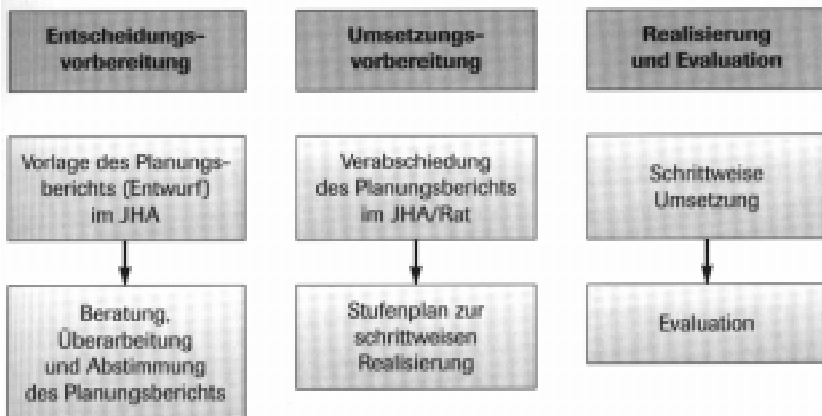 Entscheidungs-
vorbereitung
Umsetzungs-
vorbereitung
Realisierung
und Evaluation
Vorlage des Planungs-
berichts (Entwurf)
im JHA
Verabschiedung
des Planungsberichts
im JHA/Rat
Schrittweise
Umsetzung
Beratung,
Überarbeitung
und Abstimmung
des Planungsberichts
Stufenplan zur
schrittweisen
Realisierung
Evaluation